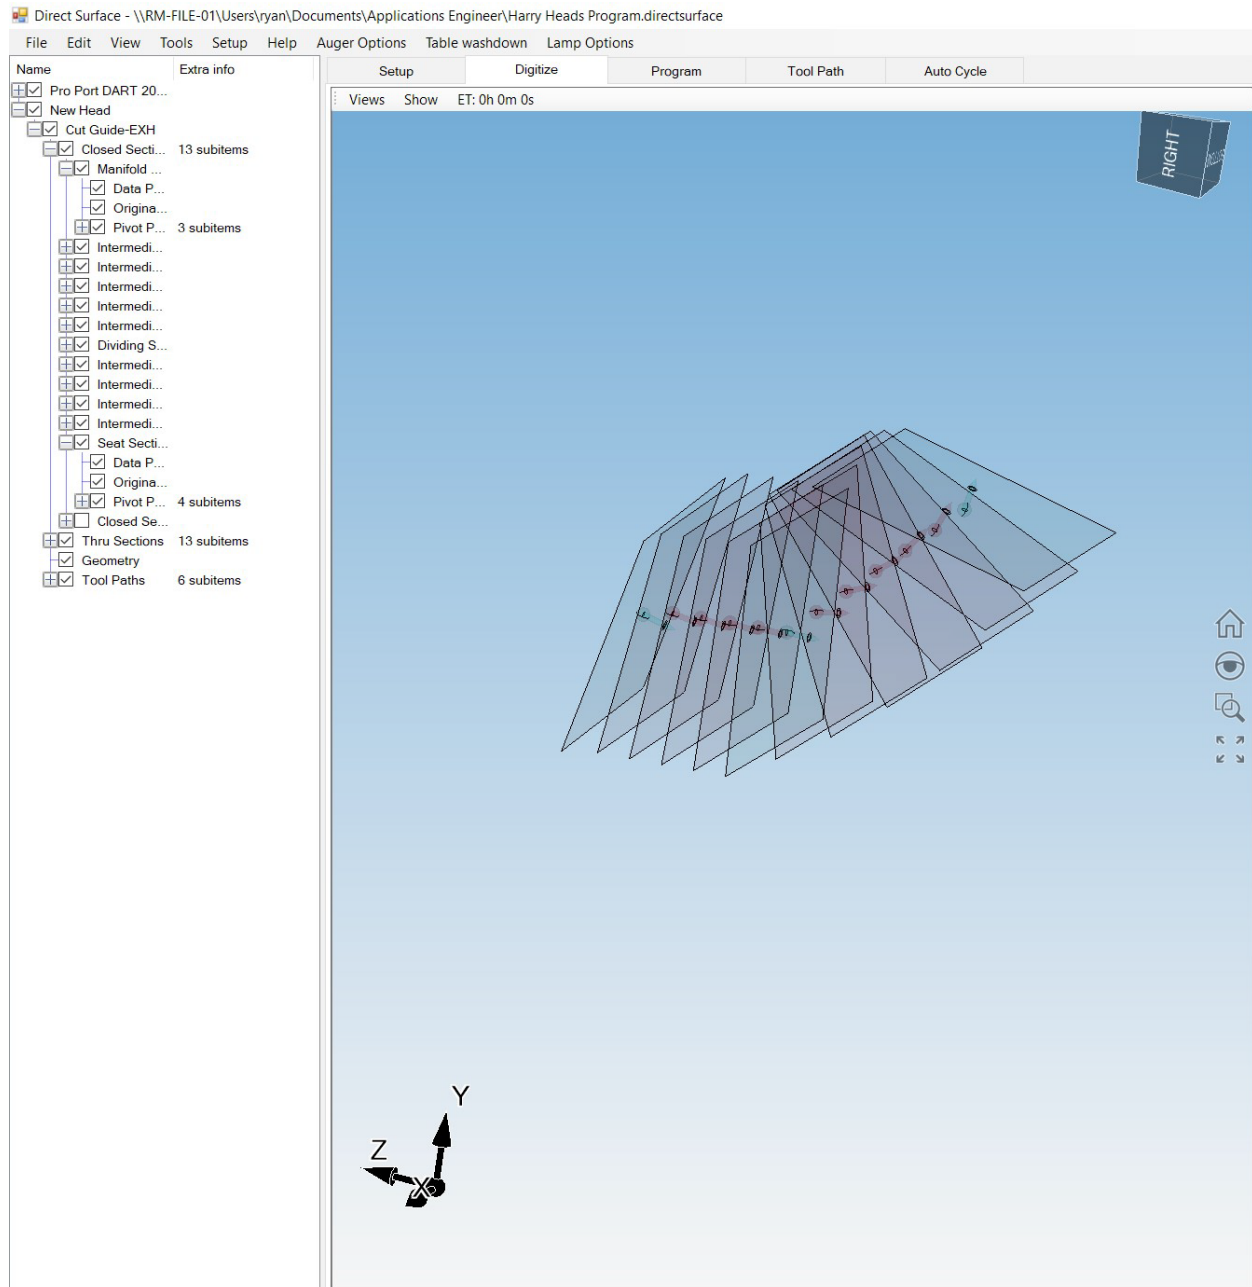 Direct Surface - \\RM-FILE-01\Users\ryan\Documents\Applications Engineer\Harry Heads Program.directsurface
File Edit View Tools Setup Help Auger Options Table washdown Lamp Options
Name Extra info
Setup Digitize Program Tool Path Auto Cycle
Views Show ET: 0h 0m 0s
Pro Port DART 20...
New Head
Cut Guide-EXH
Closed Secti... 13 subitems
Manifold ...
Data P...
Origina...
Pivot P... 3 subitems
Intermedi...
Intermedi...
Intermedi...
Intermedi...
Intermedi...
Dividing S...
Intermedi...
Intermedi...
Intermedi...
Intermedi...
Seat Secti...
Data P...
Origina...
Pivot P... 4 subitems
Closed Se...
Thru Sections 13 subitems
Geometry
Tool Paths 6 subitems
RIGHT
Y
Z
X